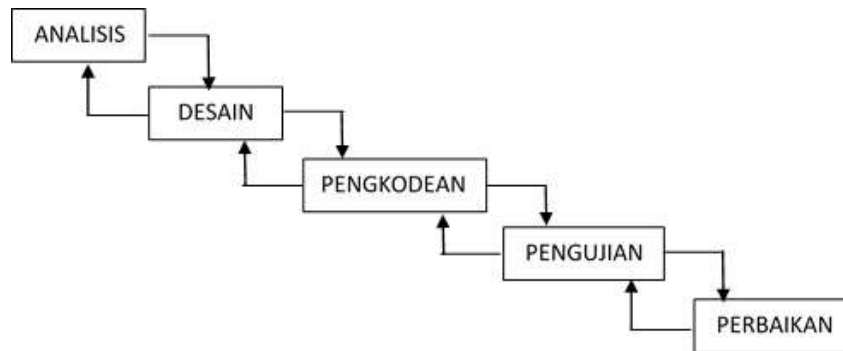 ANALISIS
DESAIN
PENGKODEAN
PENGUJIAN
PERBAIKAN